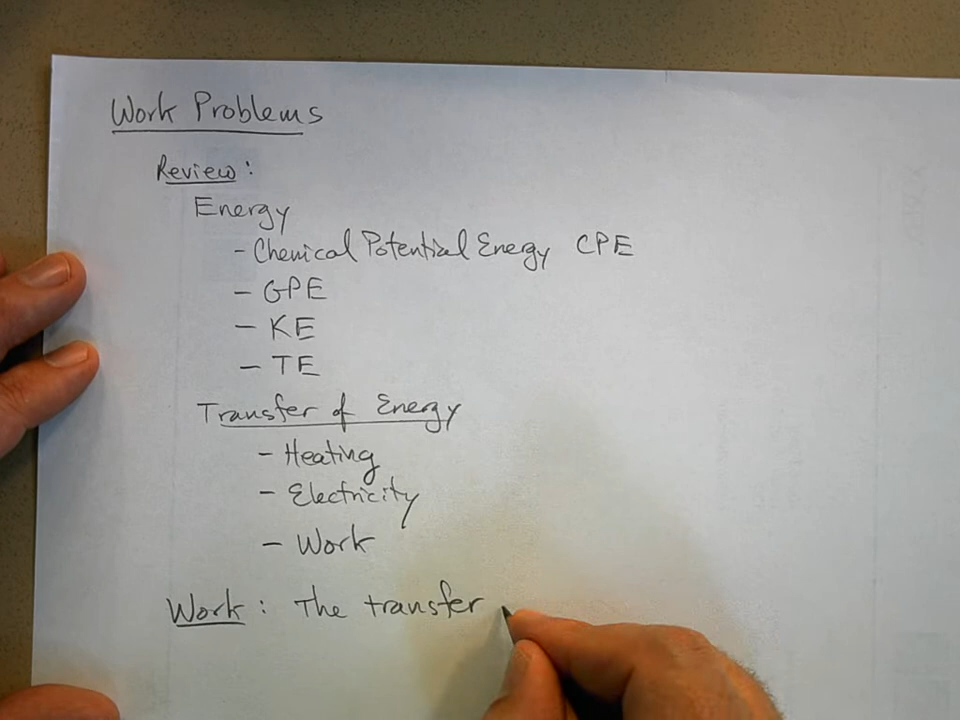 Work Problems
Review:
Energy
- Chemical Potential Energy CPE
- GPE
- KE
- TE
Transfer of Energy
- Heating
- Electricity
- Work
Work: The transfer